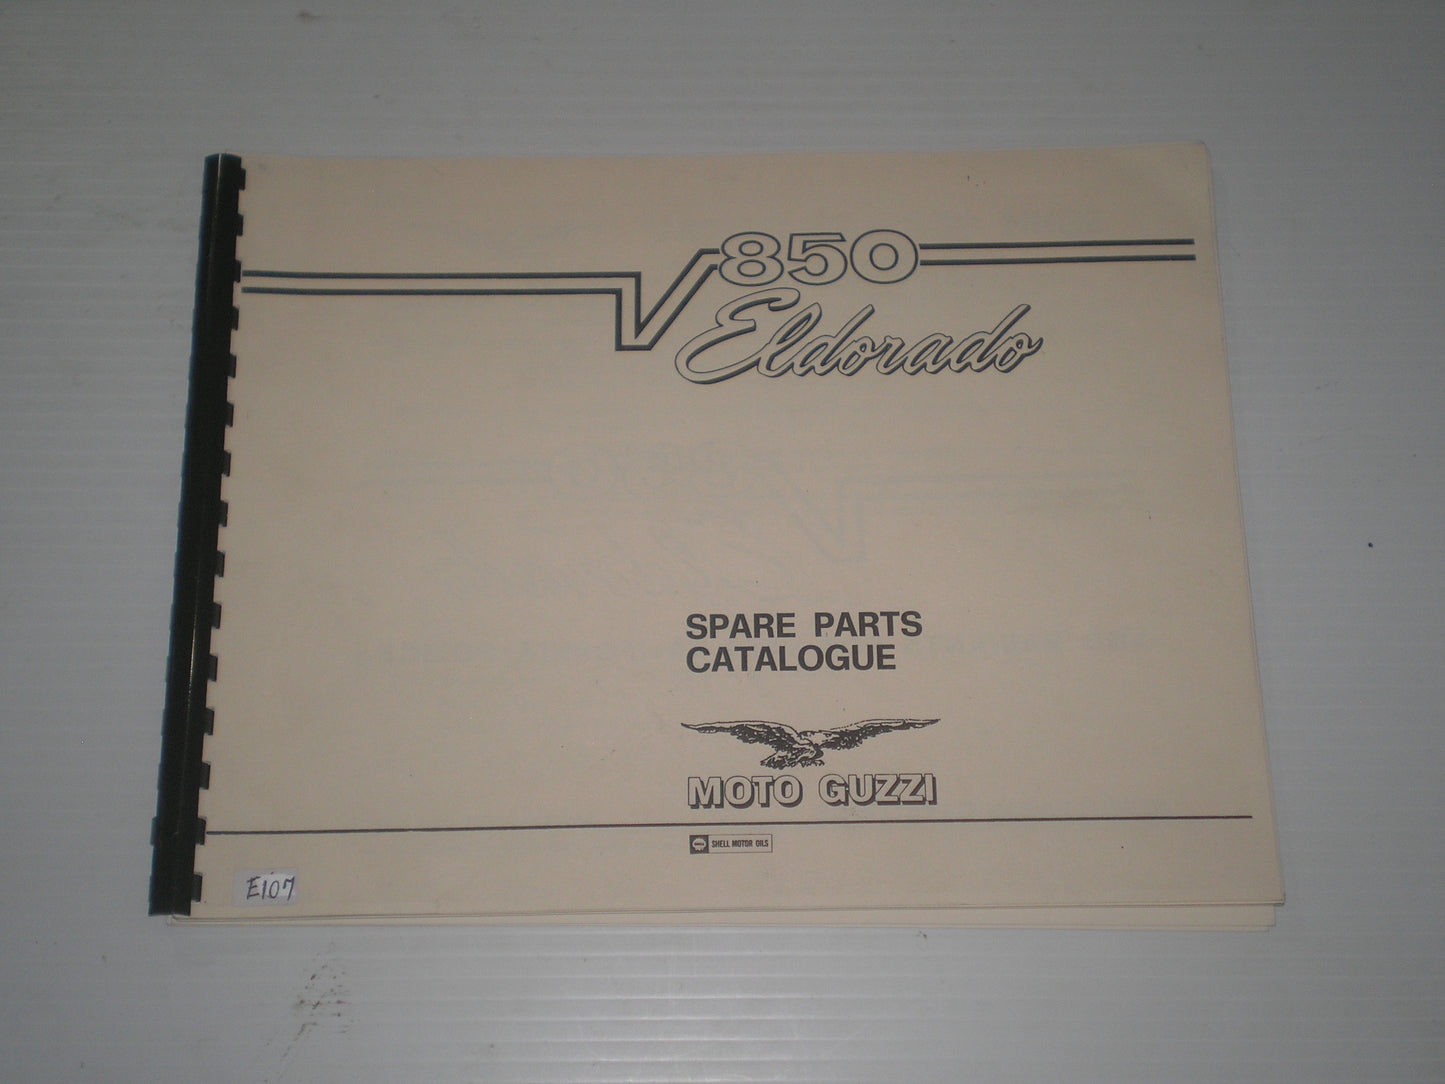 V850
Eldorado
SPARE PARTS
CATALOGUE
MOTO GUZZI
SHELL MOTOR OILS
E107